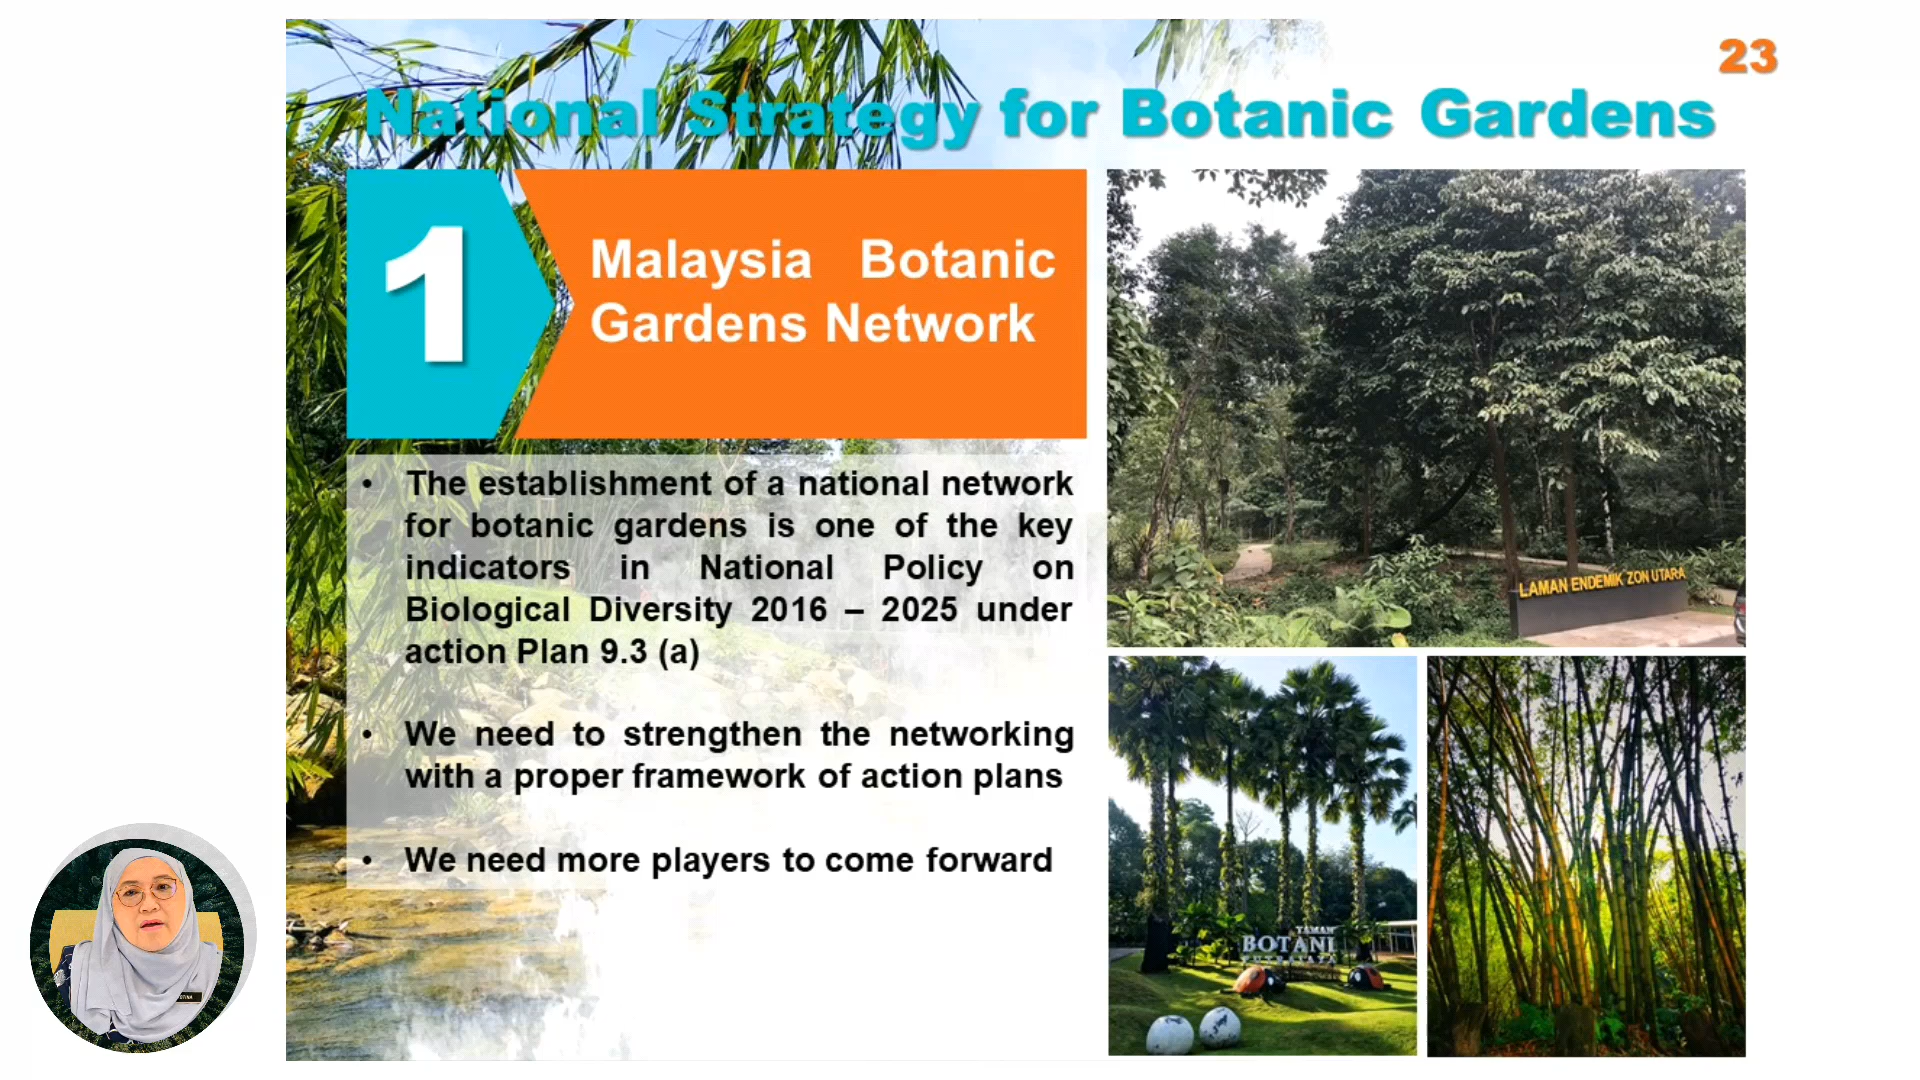 23
National Strategy for Botanic Gardens
1
Malaysia Botanic
Gardens Network
• The establishment of a national network
for botanic gardens is one of the key
indicators in National Policy on
Biological Diversity 2016 – 2025 under
action Plan 9.3 (a)
• We need to strengthen the networking
with a proper framework of action plans
• We need more players to come forward
LAMAN ENDEMIK ZON UTARA
TAMAN
BOTANI
PUTRAJAYA